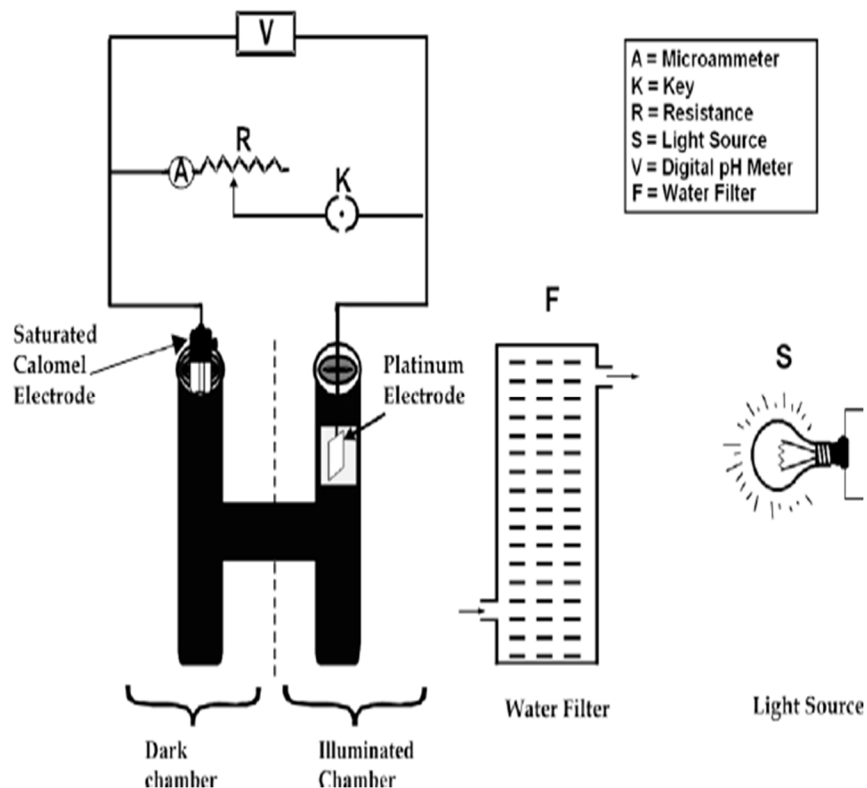 V
A = Microammeter
K = Key
R = Resistance
S = Light Source
V = Digital pH Meter
F = Water Filter
R
A
K
F
S
Saturated
Calomel
Electrode
Platinum
Electrode
Water Filter
Light Source
Dark
chamber
Illuminated
Chamber